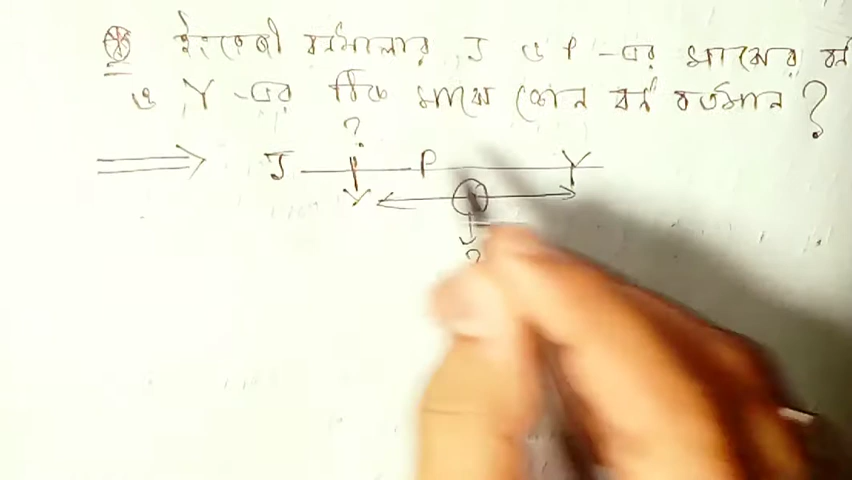 ইংরেজী বর্ণমালার J ও P -এর মাঝের বর্ণ
ও Y -এর ঠিক মাঝে কোন বর্ণ বর্তমান ?
?
J P Y
?